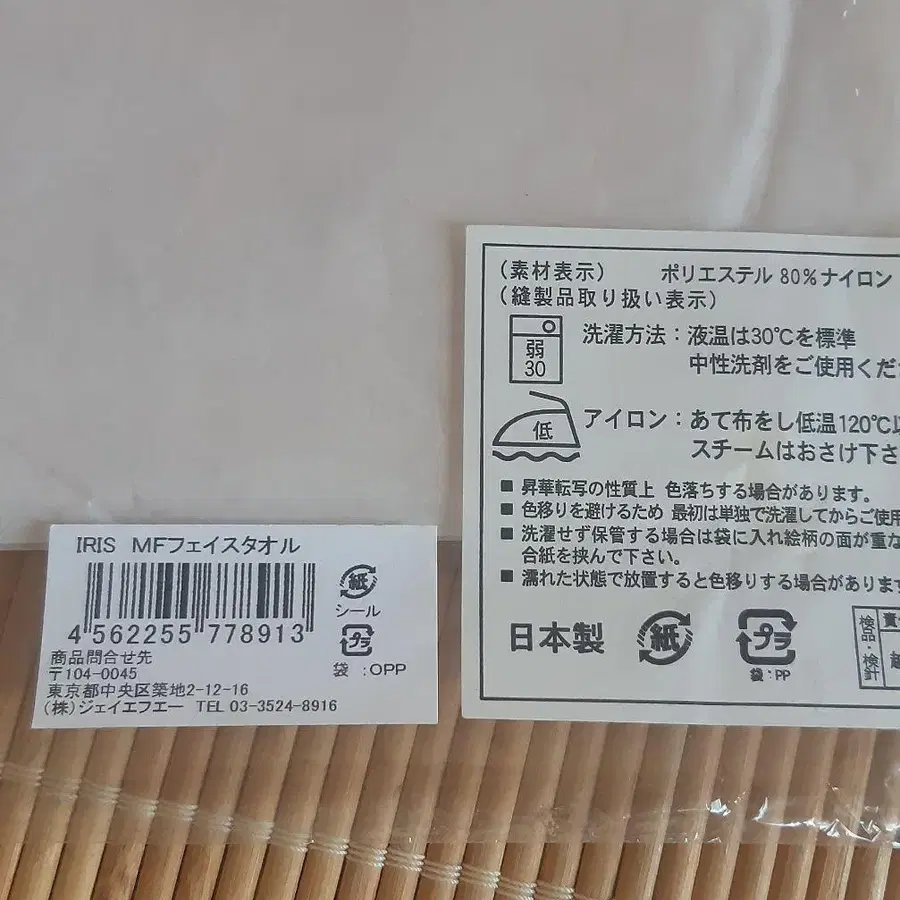 (素材表示) ポリエステル 80%ナイロン
(縫製品取り扱い表示)
弱
30
洗濯方法：液温は30℃を標準
中性洗剤をご使用くだ
低
アイロン：あて布をし低温120℃以
スチームはおさけ下さ
■ 昇華転写の性質上 色落ちする場合があります。
■ 色移りを避けるため 最初は単独で洗濯してからご使用
■ 洗濯せず保管する場合は袋に入れ絵柄の面が重な
合紙を挟んで下さい。
■ 濡れた状態で放置すると色移りする場合があります
日本製
紙
プラ
袋:PP
検品・検針
責
IRIS MFフェイスタオル
4 562255 778913
紙
シール
プラ
袋:OPP
商品問合せ先
〒104-0045
東京都中央区築地2-12-16
(株)ジェイエフエー TEL 03-3524-8916